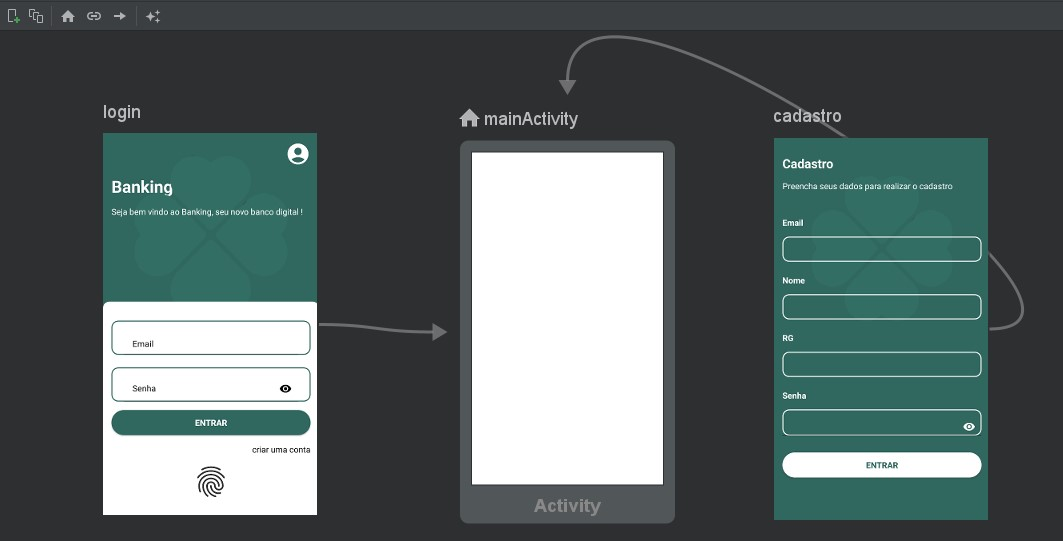 login
Banking
Seja bem vindo ao Banking, seu novo banco digital !
Email
Senha
ENTRAR
criar uma conta
mainActivity
Activity
cadastro
Cadastro
Preencha seus dados para realizar o cadastro
Email
Nome
RG
Senha
ENTRAR